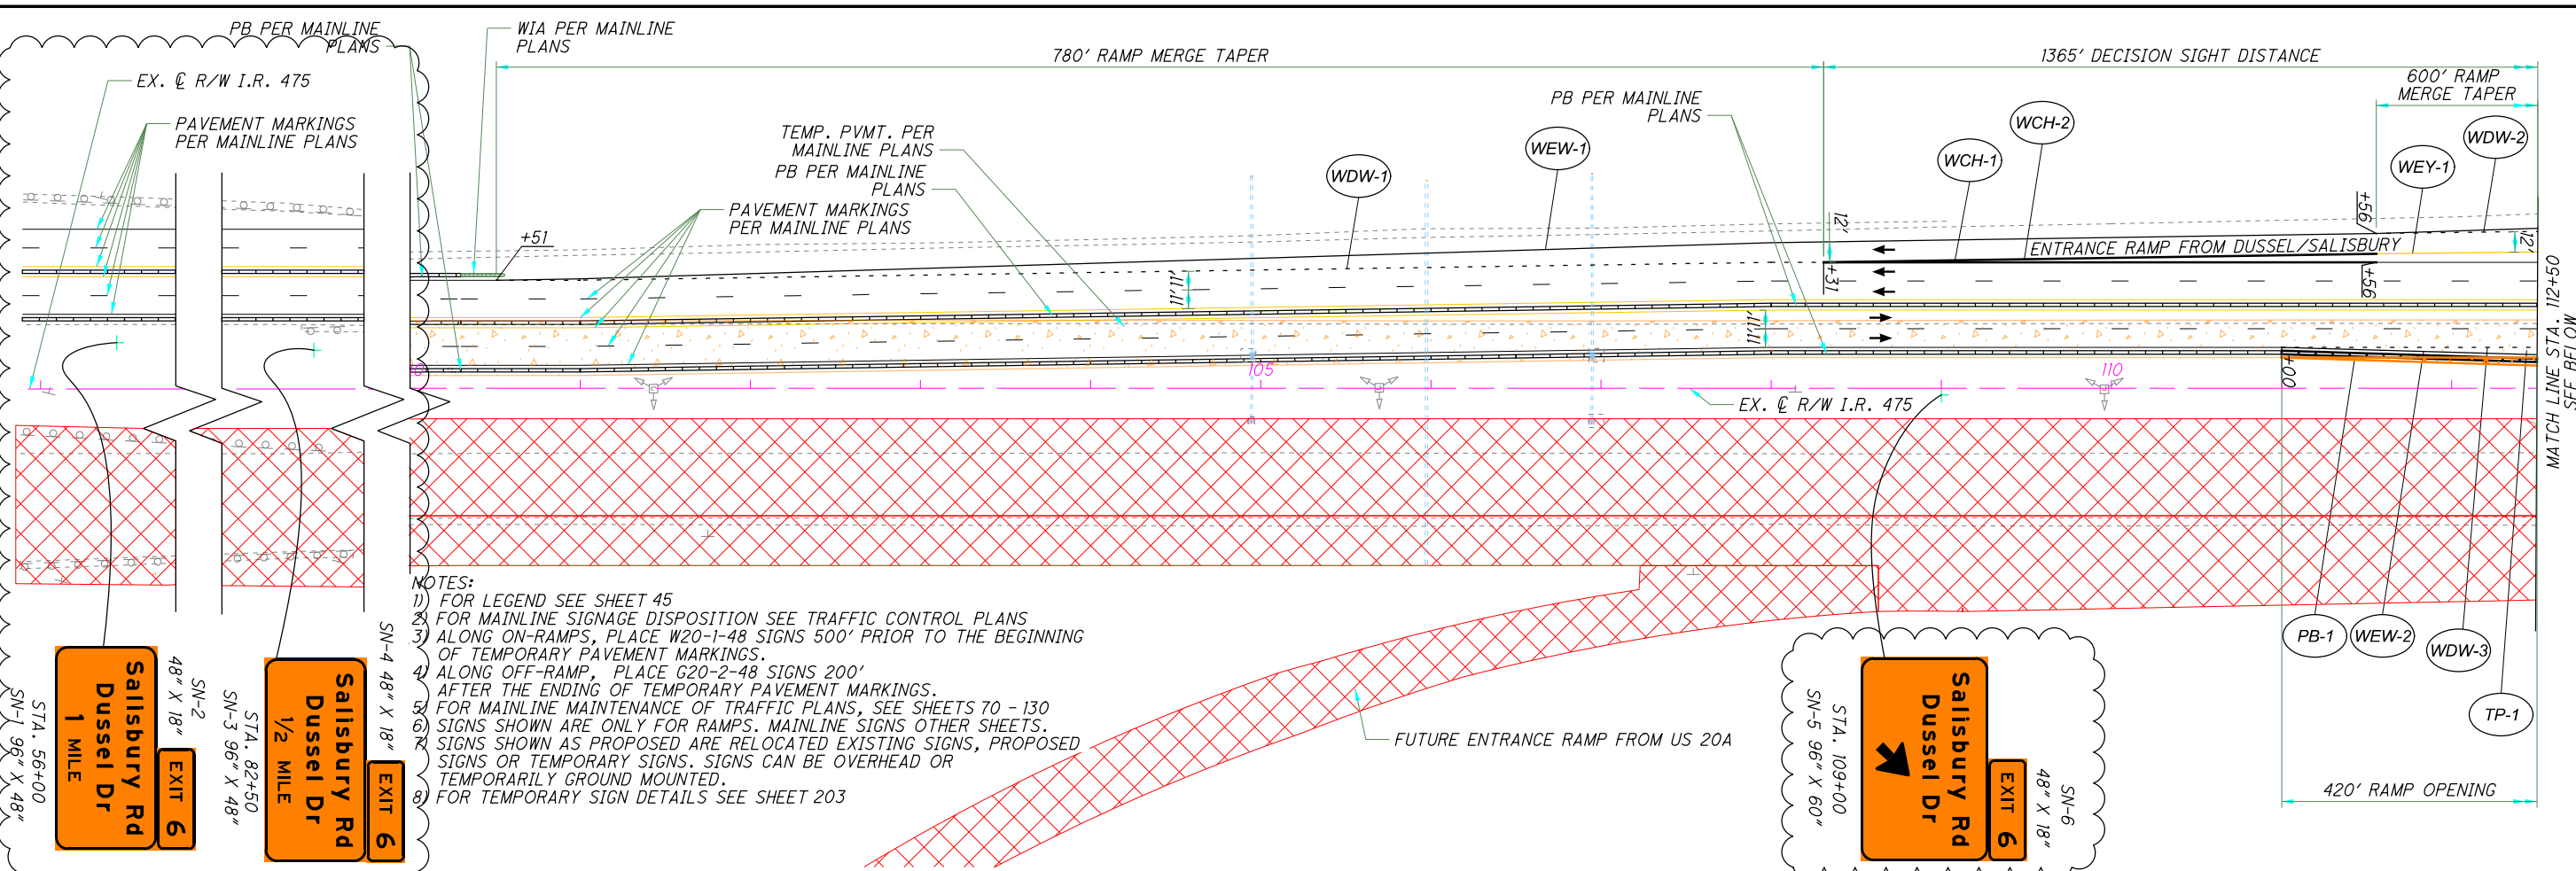 PB PER MAINLINE
PLANS
WIA PER MAINLINE
PLANS
780' RAMP MERGE TAPER
1365' DECISION SIGHT DISTANCE
600' RAMP
MERGE TAPER
EX. ℄ R/W I.R. 475
PAVEMENT MARKINGS
PER MAINLINE PLANS
TEMP. PVMT. PER
MAINLINE PLANS
PB PER MAINLINE
PLANS
PAVEMENT MARKINGS
PER MAINLINE PLANS
PB PER MAINLINE
PLANS
WDW-1
WEW-1
WCH-1
WCH-2
WEY-1
WDW-2
+51
12'
+31
+56
+56
12'
ENTRANCE RAMP FROM DUSSEL/SALISBURY
11'
11'
11'
11'
105
110
+00
EX. ℄ R/W I.R. 475
MATCH LINE STA. 112+50
SEE BELOW
NOTES:
1) FOR LEGEND SEE SHEET 45
2) FOR MAINLINE SIGNAGE DISPOSITION SEE TRAFFIC CONTROL PLANS
3) ALONG ON-RAMPS, PLACE W20-1-48 SIGNS 500' PRIOR TO THE BEGINNING
OF TEMPORARY PAVEMENT MARKINGS.
4) ALONG OFF-RAMP, PLACE G20-2-48 SIGNS 200'
AFTER THE ENDING OF TEMPORARY PAVEMENT MARKINGS.
5) FOR MAINLINE MAINTENANCE OF TRAFFIC PLANS, SEE SHEETS 70 - 130
6) SIGNS SHOWN ARE ONLY FOR RAMPS. MAINLINE SIGNS OTHER SHEETS.
7) SIGNS SHOWN AS PROPOSED ARE RELOCATED EXISTING SIGNS, PROPOSED
SIGNS OR TEMPORARY SIGNS. SIGNS CAN BE OVERHEAD OR
TEMPORARILY GROUND MOUNTED.
8) FOR TEMPORARY SIGN DETAILS SEE SHEET 203
SN-2
48" X 18"
EXIT 6
Salisbury Rd
Dussel Dr
1 MILE
STA. 56+00
SN-1 96" X 48"
SN-4 48" X 18"
EXIT 6
Salisbury Rd
Dussel Dr
1/2 MILE
STA. 82+50
SN-3 96" X 48"
FUTURE ENTRANCE RAMP FROM US 20A
SN-6
48" X 18"
EXIT 6
Salisbury Rd
Dussel Dr
STA. 109+00
SN-5 96" X 60"
PB-1
WEW-2
WDW-3
TP-1
420' RAMP OPENING